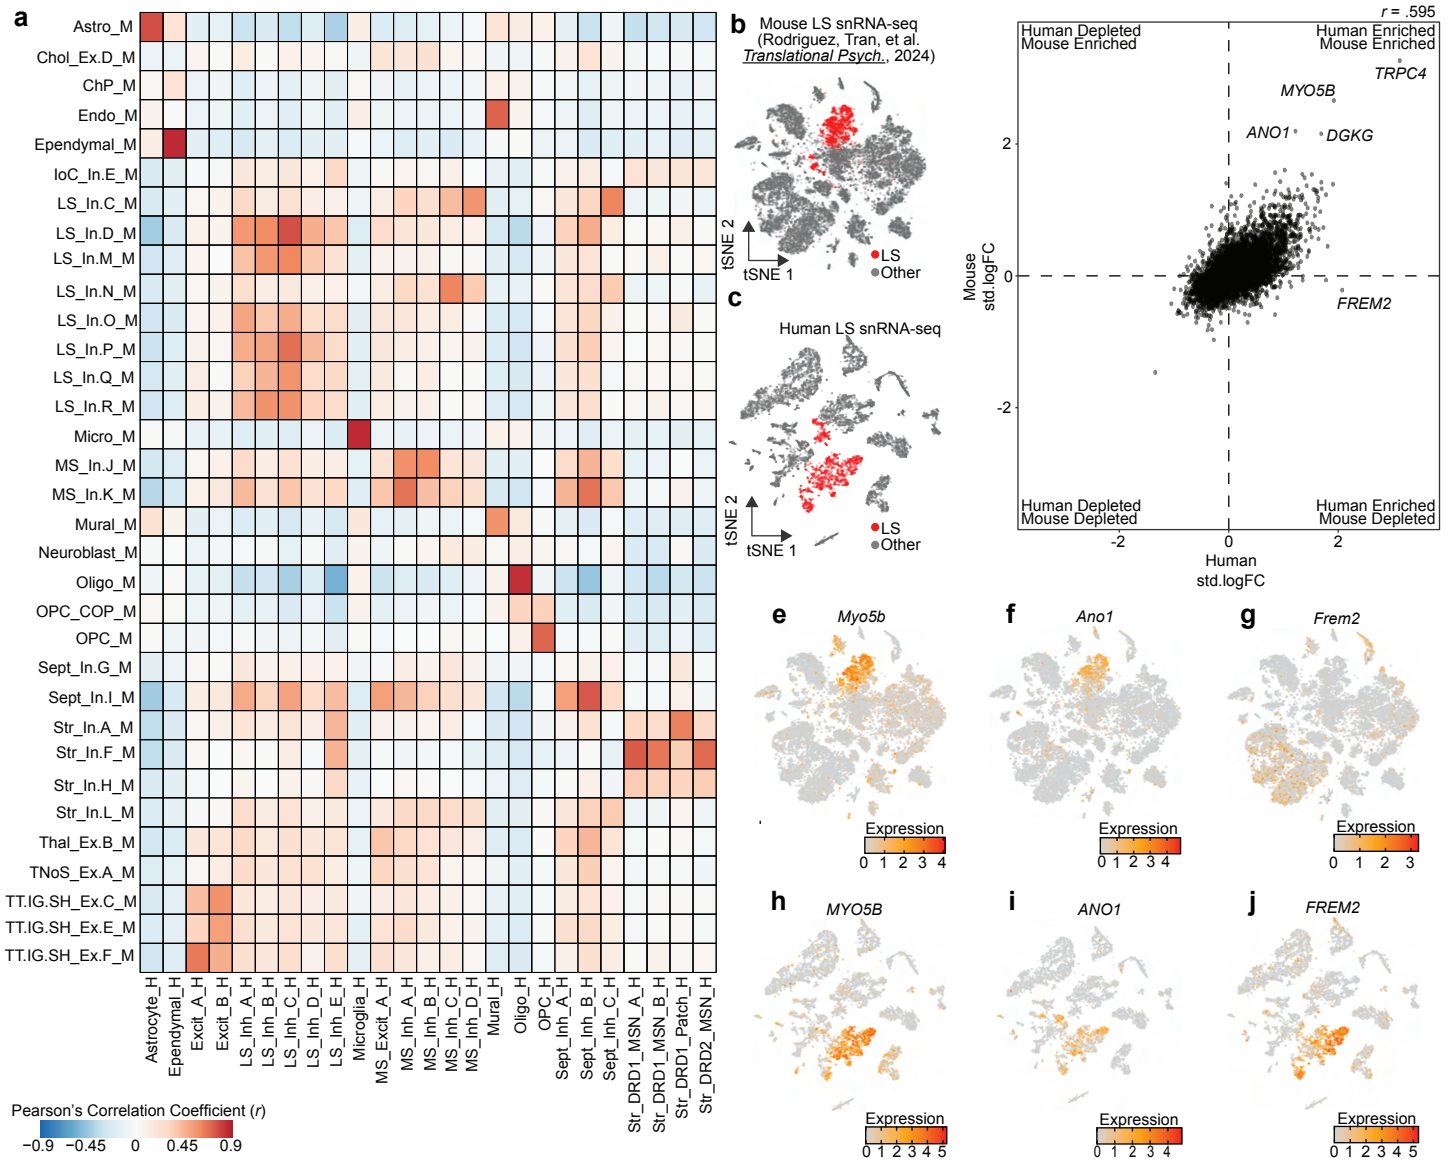 a
Astro_M
Chol_Ex.D_M
ChP_M
Endo_M
Ependymal_M
IoC_In.E_M
LS_In.C_M
LS_In.D_M
LS_In.M_M
LS_In.N_M
LS_In.O_M
LS_In.P_M
LS_In.Q_M
LS_In.R_M
Micro_M
MS_In.J_M
MS_In.K_M
Mural_M
Neuroblast_M
Oligo_M
OPC_COP_M
OPC_M
Sept_In.G_M
Sept_In.I_M
Str_In.A_M
Str_In.F_M
Str_In.H_M
Str_In.L_M
Thal_Ex.B_M
TNoS_Ex.A_M
TT.IG.SH_Ex.C_M
TT.IG.SH_Ex.E_M
TT.IG.SH_Ex.F_M
Astrocyte_H
Ependymal_H
Excit_A_H
Excit_B_H
LS_Inh_A_H
LS_Inh_B_H
LS_Inh_C_H
LS_Inh_D_H
LS_Inh_E_H
Microglia_H
MS_Excit_A_H
MS_Inh_A_H
MS_Inh_B_H
MS_Inh_C_H
MS_Inh_D_H
Mural_H
Oligo_H
OPC_H
Sept_Inh_A_H
Sept_Inh_B_H
Sept_Inh_C_H
Str_DRD1_MSN_A_H
Str_DRD1_MSN_B_H
Str_DRD1_Patch_H
Str_DRD2_MSN_H
Pearson's Correlation Coefficient (r)
−0.9 −0.45 0 0.45 0.9
b
Mouse LS snRNA-seq
(Rodriguez, Tran, et al.
Translational Psych., 2024)
tSNE 2
tSNE 1
LS
Other
c
Human LS snRNA-seq
tSNE 2
tSNE 1
LS
Other
r = .595
Human Depleted
Mouse Enriched
Human Enriched
Mouse Enriched
TRPC4
MYO5B
ANO1
DGKG
FREM2
Human Depleted
Mouse Depleted
Human Enriched
Mouse Depleted
2
0
-2
Mouse
std.logFC
-2 0 2
Human
std.logFC
e
Myo5b
Expression
0 1 2 3 4
f
Ano1
Expression
0 1 2 3 4
g
Frem2
Expression
0 1 2 3
h
MYO5B
Expression
0 1 2 3 4 5
i
ANO1
Expression
0 1 2 3 4
j
FREM2
Expression
0 1 2 3 4 5